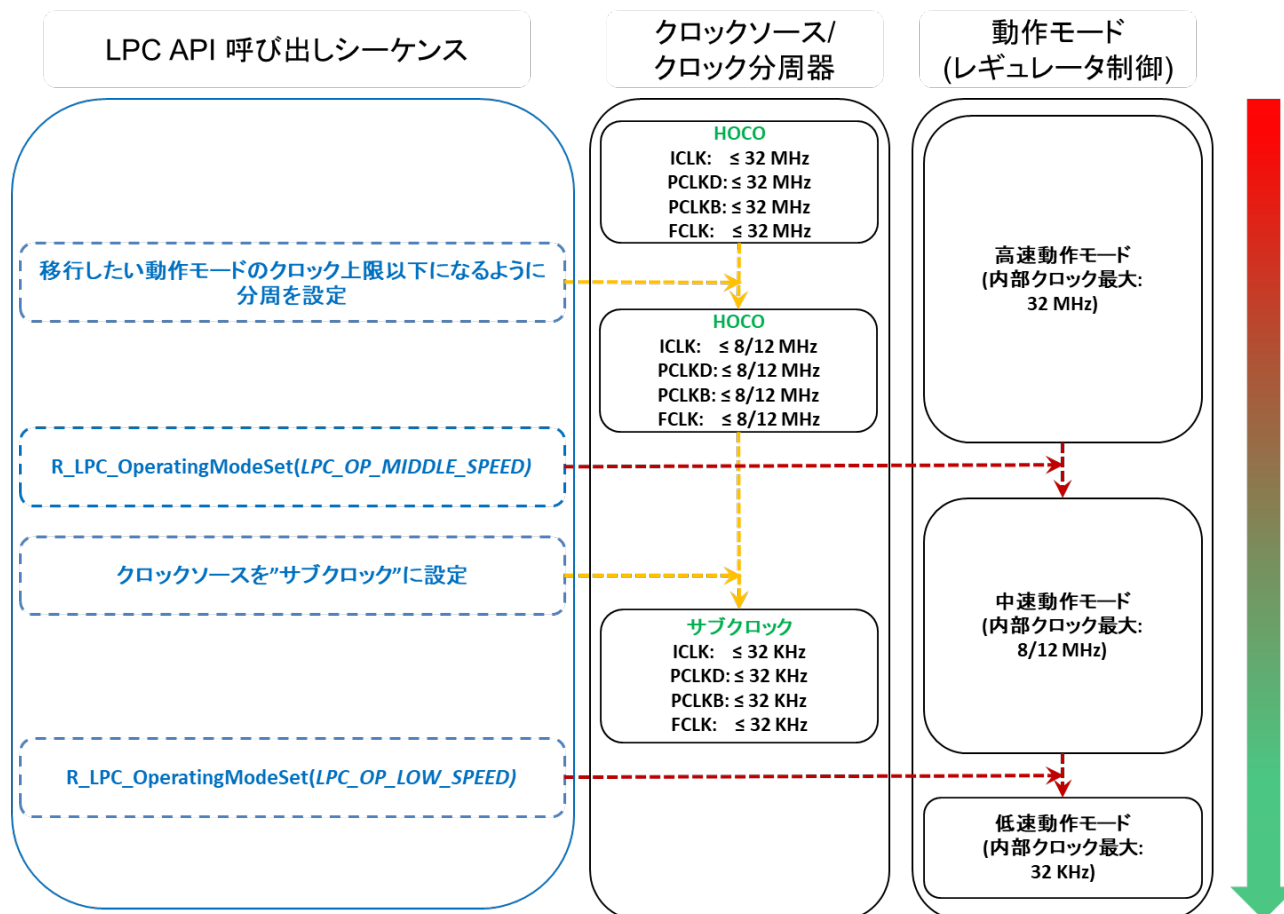 LPC API 呼び出しシーケンス
クロックソース/
クロック分周器
動作モード
(レギュレータ制御)
HOCO
ICLK: ≤ 32 MHz
PCLKD: ≤ 32 MHz
PCLKB: ≤ 32 MHz
FCLK: ≤ 32 MHz
移行したい動作モードのクロック上限以下になるように
分周を設定
高速動作モード
(内部クロック最大:
32 MHz)
HOCO
ICLK: ≤ 8/12 MHz
PCLKD: ≤ 8/12 MHz
PCLKB: ≤ 8/12 MHz
FCLK: ≤ 8/12 MHz
R_LPC_OperatingModeSet(LPC_OP_MIDDLE_SPEED)
クロックソースを”サブクロック”に設定
中速動作モード
(内部クロック最大:
8/12 MHz)
サブクロック
ICLK: ≤ 32 KHz
PCLKD: ≤ 32 KHz
PCLKB: ≤ 32 KHz
FCLK: ≤ 32 KHz
R_LPC_OperatingModeSet(LPC_OP_LOW_SPEED)
低速動作モード
(内部クロック最大:
32 KHz)